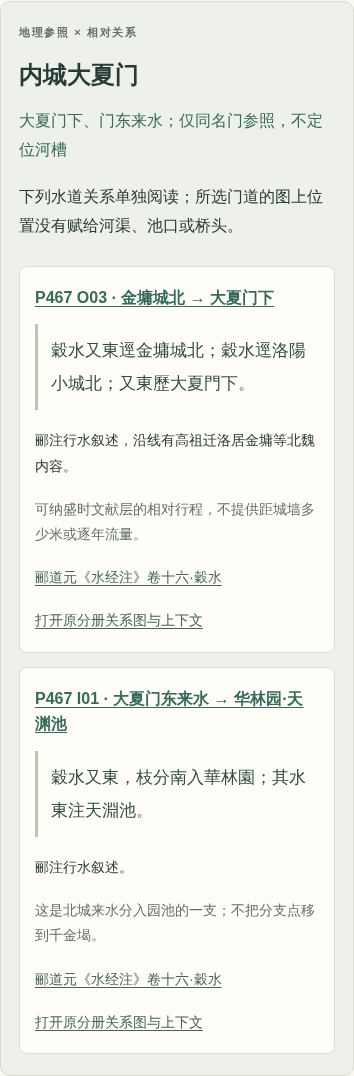 地理参照 × 相对关系
内城大夏门
大夏门下、门东来水；仅同名门参照，不定
位河槽
下列水道关系单独阅读；所选门道的图上位
置没有赋给河渠、池口或桥头。
P467 O03 · 金墉城北 → 大夏门下
穀水又東逕金墉城北；穀水逕洛陽
小城北；又東歷大夏門下。
郦注行水叙述，沿线有高祖迁洛居金墉等北魏
内容。
可纳盛时文献层的相对行程，不提供距城墙多
少米或逐年流量。
郦道元《水经注》卷十六·穀水
打开原分册关系图与上下文
P467 I01 · 大夏门东来水 → 华林园·天
渊池
穀水又東，枝分南入華林園；其水
東注天淵池。
郦注行水叙述。
这是北城来水分入园池的一支；不把分支点移
到千金堨。
郦道元《水经注》卷十六·穀水
打开原分册关系图与上下文